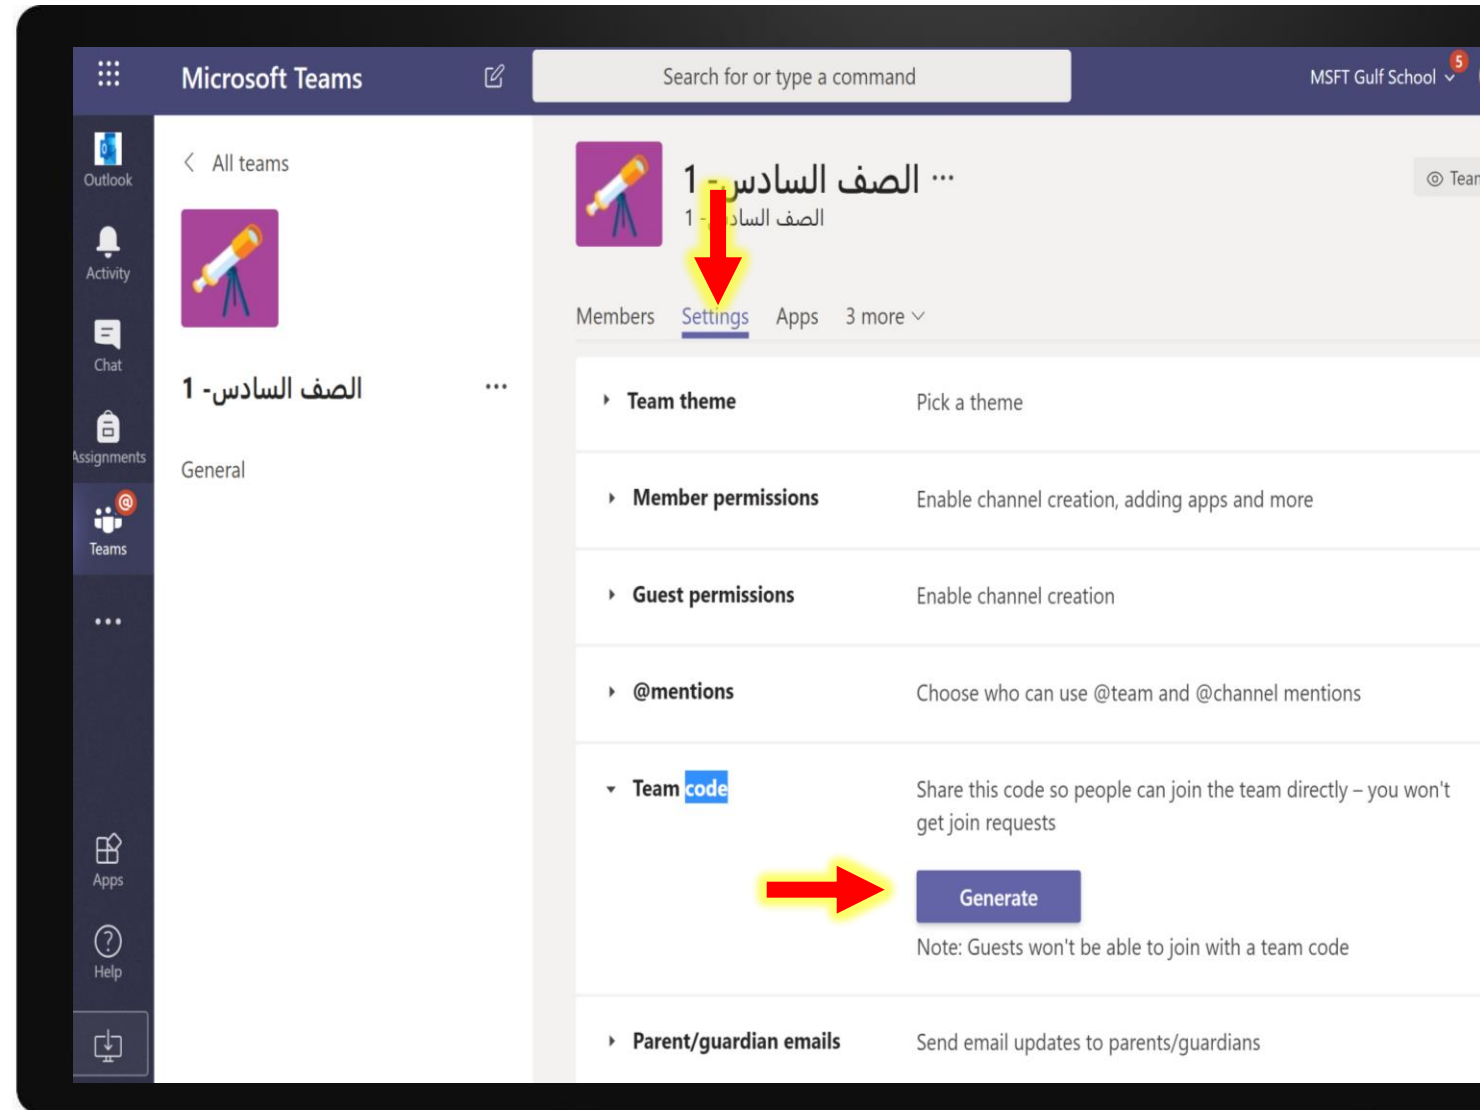 Microsoft Teams
Search for or type a command
MSFT Gulf School
5
Outlook
Activity
Chat
Assignments
@
Teams
Apps
Help
All teams
الصف السادس- 1
General
الصف السادس- 1
الصف السادس- 1
Members Settings Apps 3 more
Team theme Pick a theme
Member permissions Enable channel creation, adding apps and more
Guest permissions Enable channel creation
@mentions Choose who can use @team and @channel mentions
Team code Share this code so people can join the team directly – you won't
get join requests
Generate
Note: Guests won't be able to join with a team code
Parent/guardian emails Send email updates to parents/guardians